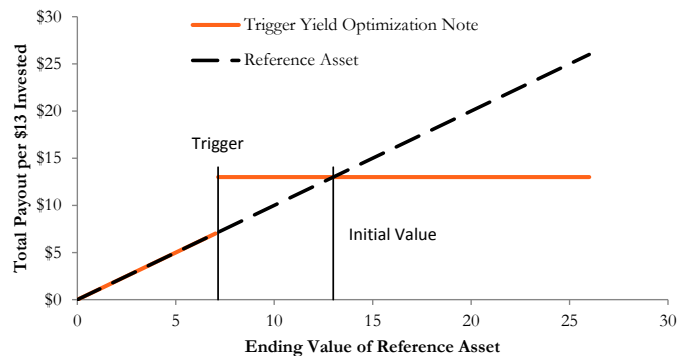 Trigger Yield Optimization Note
Reference Asset
$30
$25
$20
$15
$10
$5
$0
Total Payout per $13 Invested
Trigger
Initial Value
0 5 10 15 20 25 30
Ending Value of Reference Asset